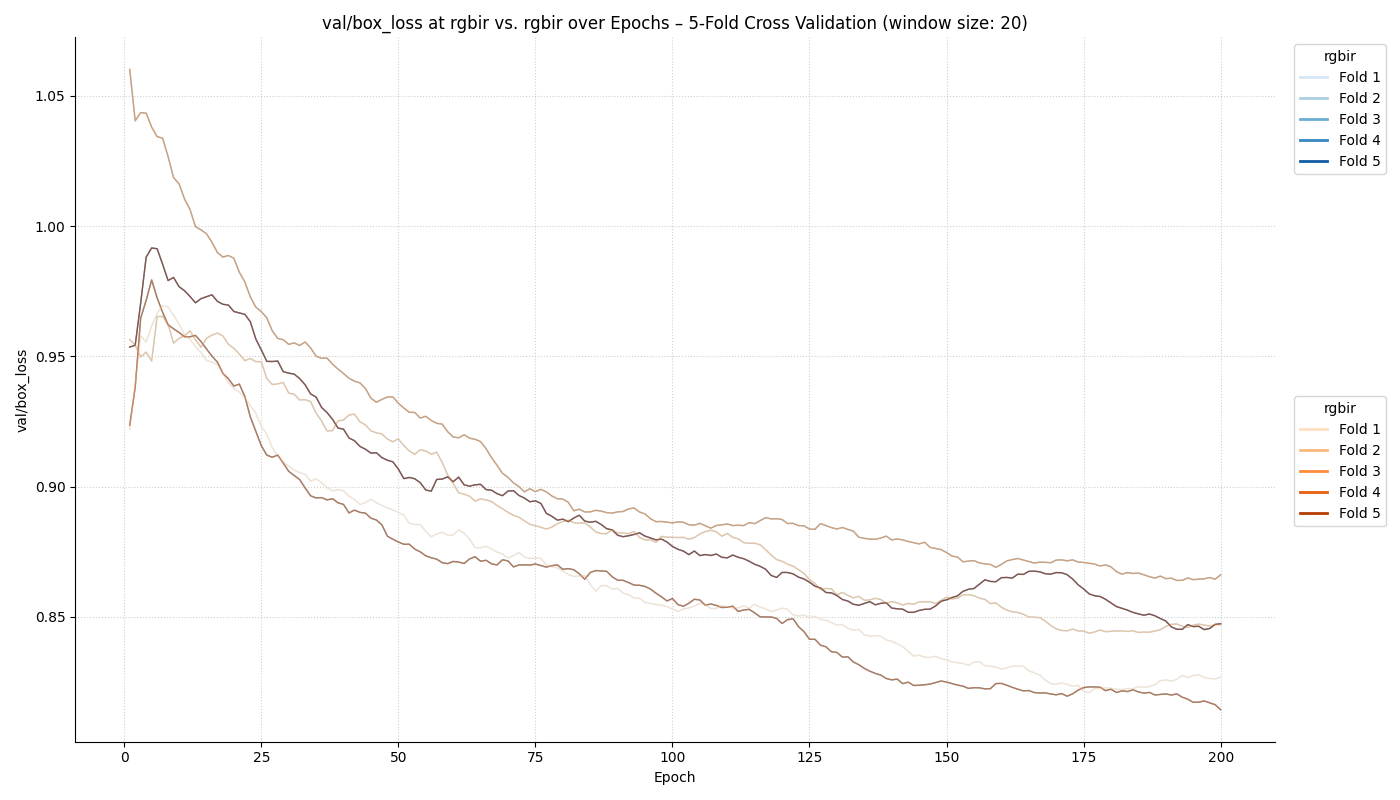 val/box_loss at rgbir vs. rgbir over Epochs – 5-Fold Cross Validation (window size: 20)
val/box_loss
1.05
1.00
0.95
0.90
0.85
0
25
50
75
100
125
150
175
200
Epoch
rgbir
Fold 1
Fold 2
Fold 3
Fold 4
Fold 5
rgbir
Fold 1
Fold 2
Fold 3
Fold 4
Fold 5